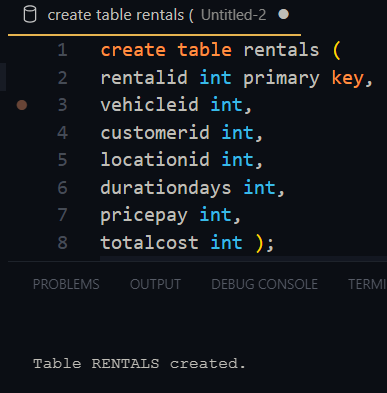 create table rentals ( Untitled-2
1 create table rentals (
2 rentalid int primary key,
3 vehicleid int,
4 customerid int,
5 locationid int,
6 durationdays int,
7 pricepay int,
8 totalcost int );
PROBLEMS OUTPUT DEBUG CONSOLE TERMI
Table RENTALS created.